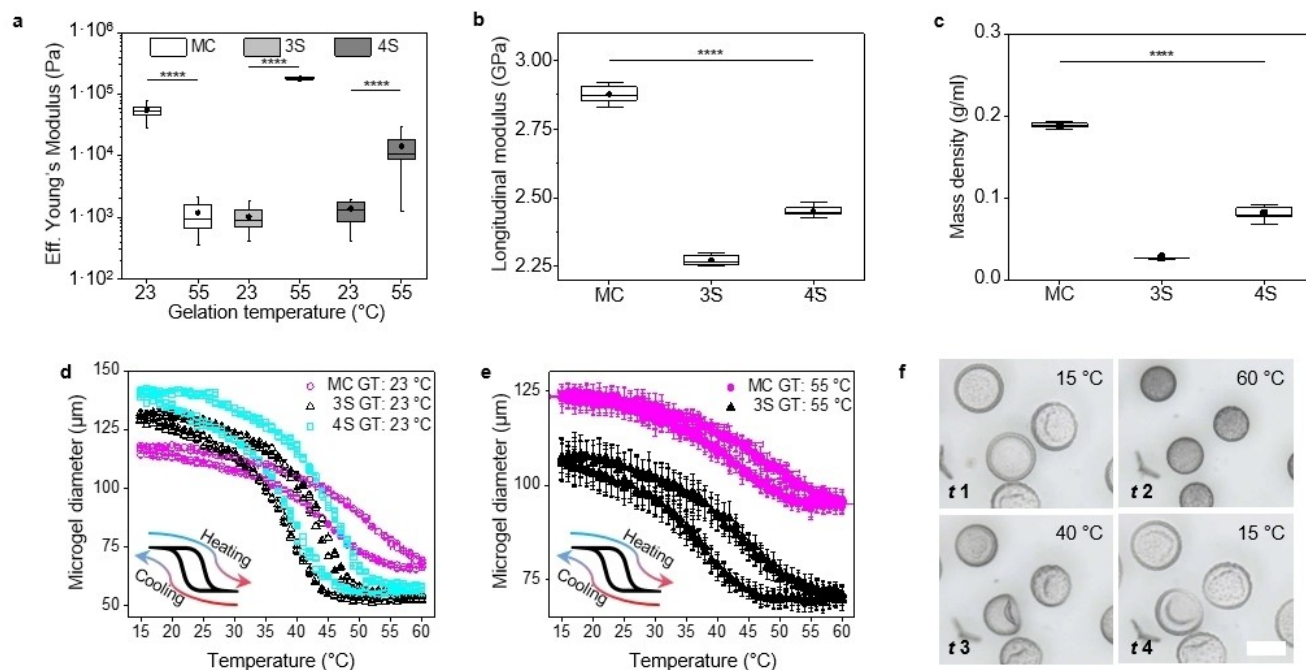 a
Eff. Young's Modulus (Pa)
1·10⁶
1·10⁵
1·10⁴
1·10³
1·10²
MC 3S 4S
**** **** ****
23 55 23 55 23 55
Gelation temperature (°C)
b
Longitudinal modulus (GPa)
3.00
2.75
2.50
2.25
****
MC 3S 4S
c
Mass density (g/ml)
0.3
0.2
0.1
0.0
****
MC 3S 4S
d
Microgel diameter (µm)
150
125
100
75
50
MC GT: 23 °C
3S GT: 23 °C
4S GT: 23 °C
Heating
Cooling
15 20 25 30 35 40 45 50 55 60
Temperature (°C)
e
Microgel diameter (µm)
125
100
75
MC GT: 55 °C
3S GT: 55 °C
Heating
Cooling
15 20 25 30 35 40 45 50 55 60
Temperature (°C)
f
15 °C
t1
60 °C
t2
40 °C
t3
15 °C
t4